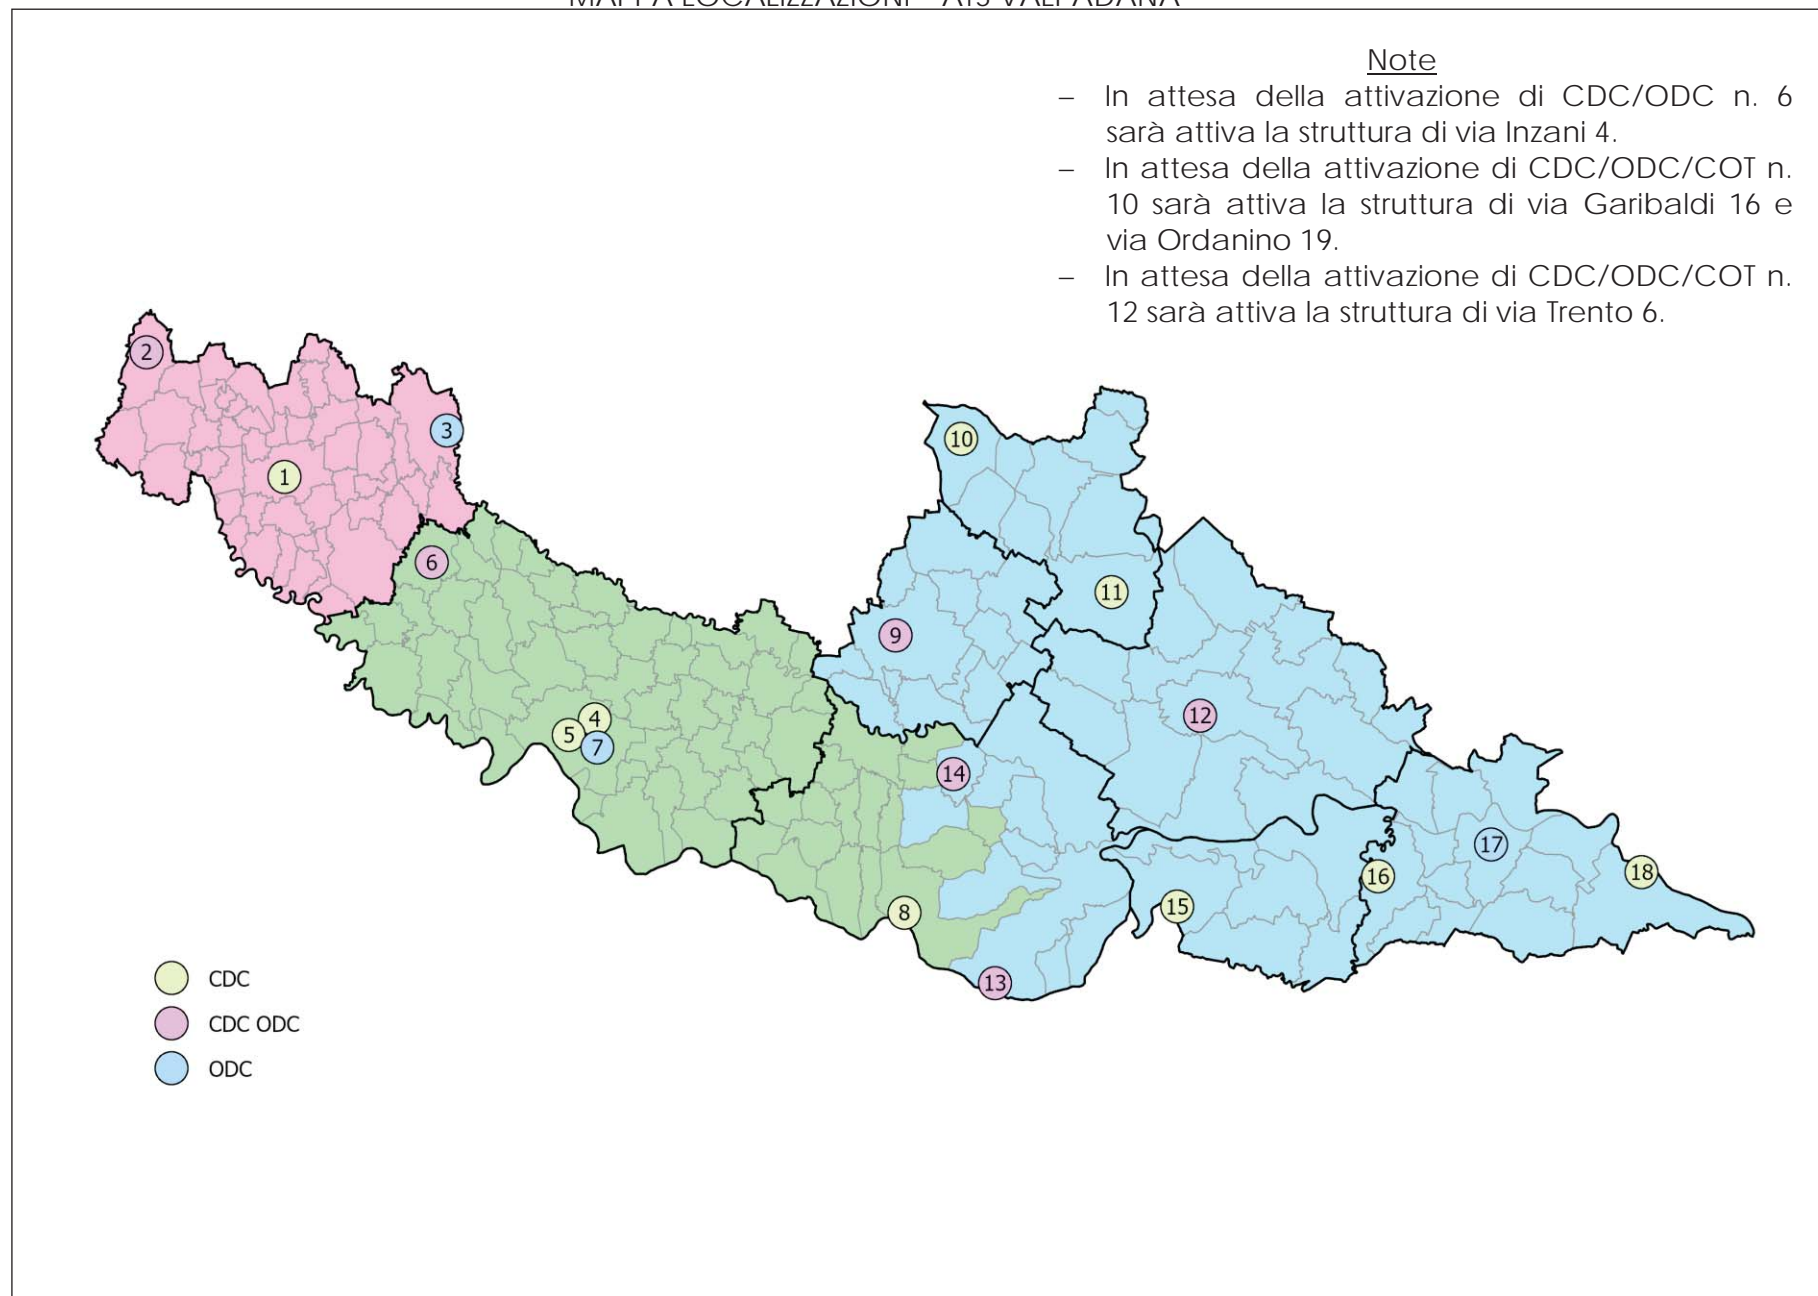 MAPPA LOCALIZZAZIONI - ATS VALPADANA
Note
– In attesa della attivazione di CDC/ODC n. 6
sarà attiva la struttura di via Inzani 4.
– In attesa della attivazione di CDC/ODC/COT n.
10 sarà attiva la struttura di via Garibaldi 16 e
via Ordanino 19.
– In attesa della attivazione di CDC/ODC/COT n.
12 sarà attiva la struttura di via Trento 6.
2
3
10
1
6
11
9
4
12
5
7
14
17
18
16
15
8
13
CDC
CDC ODC
ODC